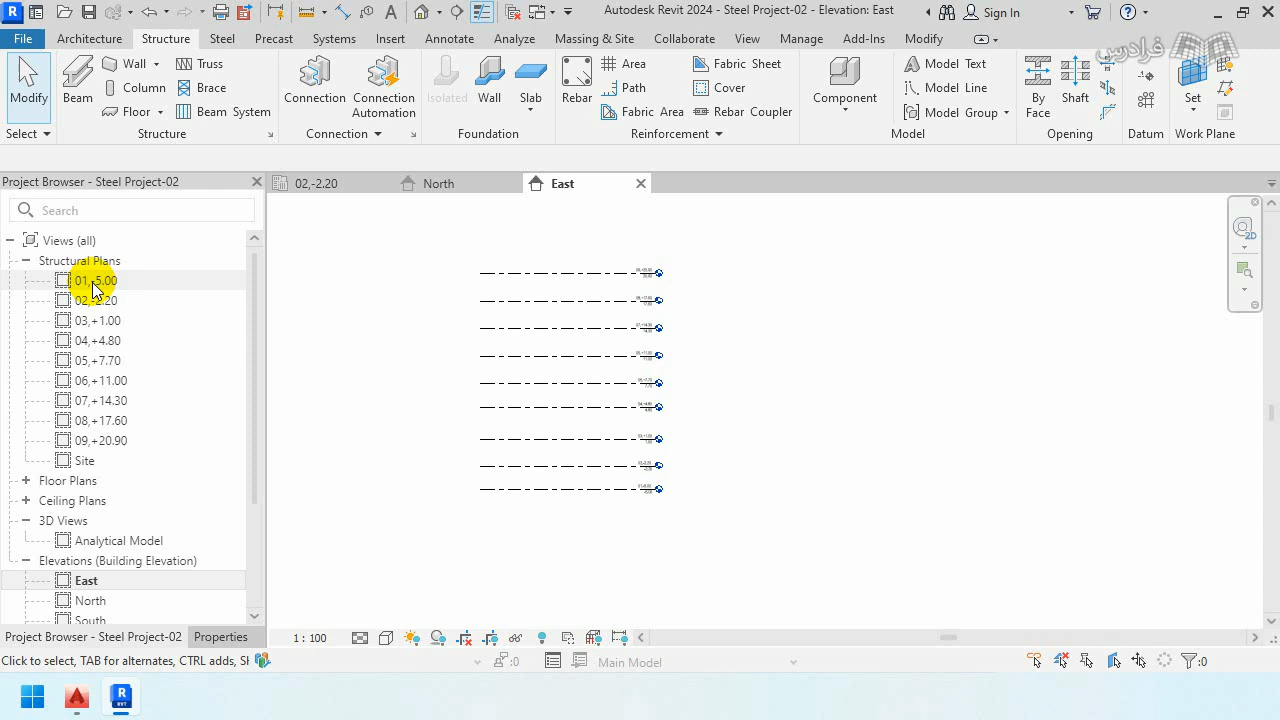 Autodesk Revit 2024 - Steel Project-02 - Elevation: East
Sign In
File Architecture Structure Steel Precast Systems Insert Annotate Analyze Massing & Site Collaborate View Manage Add-Ins Modify
فرادرس
Modify
Select
Beam
Wall
Column
Floor
Truss
Brace
Beam System
Structure
Connection
Connection Automation
Connection
Isolated
Wall
Slab
Foundation
Rebar
Area
Path
Fabric Area
Fabric Sheet
Cover
Rebar Coupler
Reinforcement
Component
Model Text
Model Line
Model Group
Model
By Face
Shaft
Opening
Datum
Set
Work Plane
Project Browser - Steel Project-02
Search
Views (all)
Structural Plans
01,-5.00
02,-2.20
03,+1.00
04,+4.80
05,+7.70
06,+11.00
07,+14.30
08,+17.60
09,+20.90
Site
Floor Plans
Ceiling Plans
3D Views
Analytical Model
Elevations (Building Elevation)
East
North
South
Project Browser - Steel Project-02
Properties
02,-2.20
North
East
2D
1 : 100
Click to select, TAB for alternates, CTRL adds, SH
:0
Main Model
:0